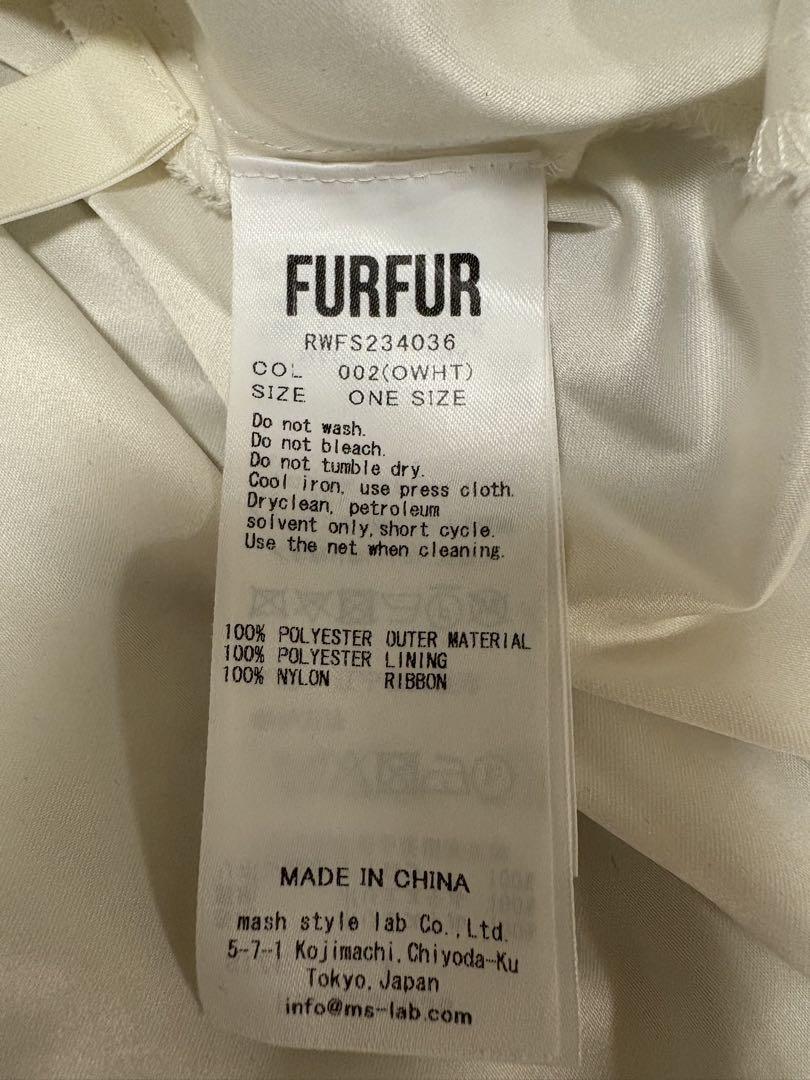 FURFUR
RWFS234036
COL 002(OWHT)
SIZE ONE SIZE
Do not wash.
Do not bleach.
Do not tumble dry.
Cool iron, use press cloth.
Dryclean, petroleum
solvent only, short cycle.
Use the net when cleaning.
100% POLYESTER OUTER MATERIAL
100% POLYESTER LINING
100% NYLON RIBBON
MADE IN CHINA
mash style lab Co.,Ltd.
5-7-1 Kojimachi, Chiyoda-Ku
Tokyo, Japan
info@ms-lab.com